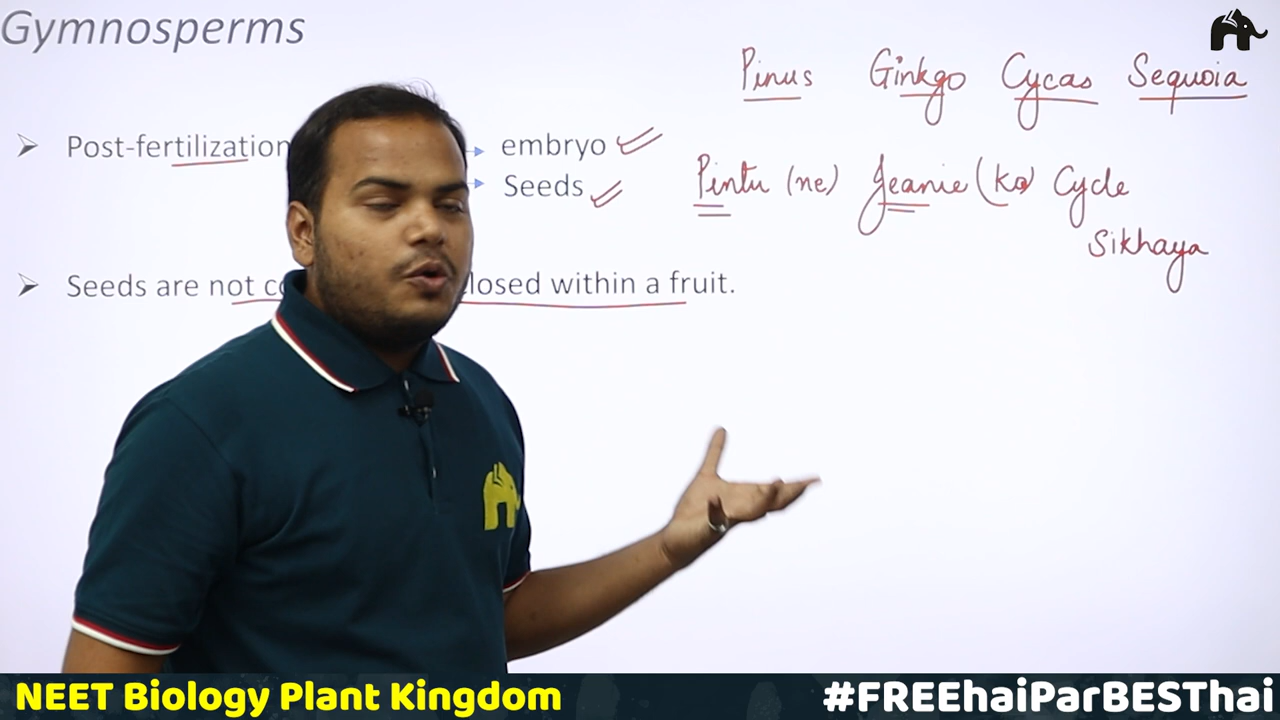 Gymnosperms
Pinus Ginkgo Cycas Sequoia
➤ Post-fertilization embryo
Seeds
Pintu (ne) Jeanie (ko) Cycle
Sikhaya
➤ Seeds are not closed within a fruit.
NEET Biology Plant Kingdom
#FREEhaiParBESThai